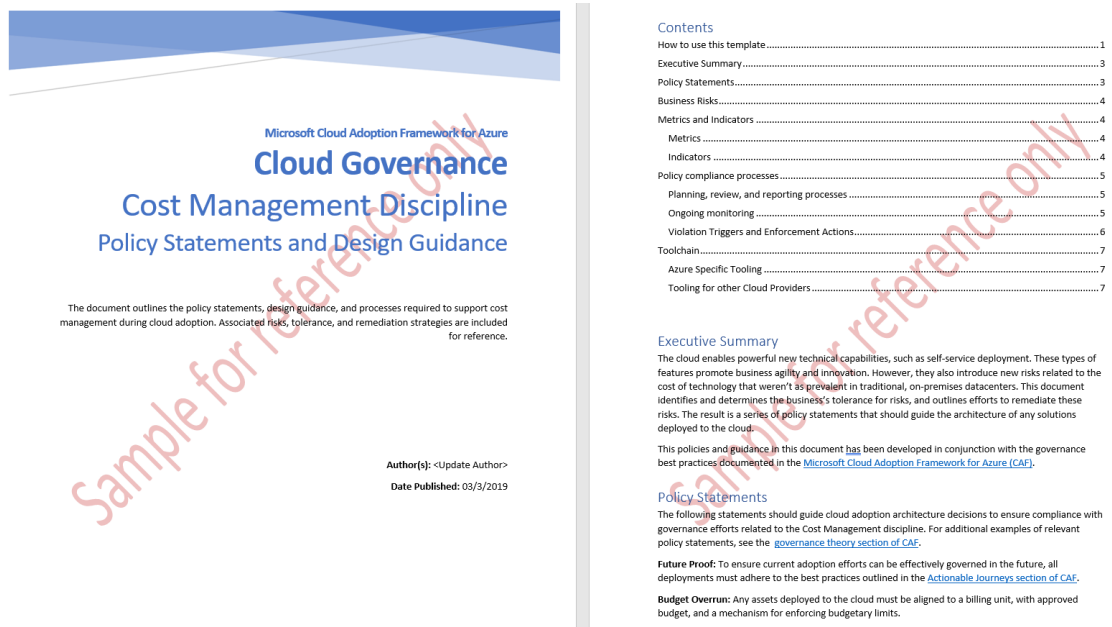 Microsoft Cloud Adoption Framework for Azure
Cloud Governance
Cost Management Discipline
Policy Statements and Design Guidance
The document outlines the policy statements, design guidance, and processes required to support cost
management during cloud adoption. Associated risks, tolerance, and remediation strategies are included
for reference.
Author(s): <Update Author>
Date Published: 03/3/2019
Sample for reference only
Contents
How to use this template 1
Executive Summary 3
Policy Statements 3
Business Risks 4
Metrics and Indicators 4
Metrics 4
Indicators 4
Policy compliance processes 5
Planning, review, and reporting processes 5
Ongoing monitoring 5
Violation Triggers and Enforcement Actions 6
Toolchain 7
Azure Specific Tooling 7
Tooling for other Cloud Providers 7
Executive Summary
The cloud enables powerful new technical capabilities, such as self-service deployment. These types of
features promote business agility and innovation. However, they also introduce new risks related to the
cost of technology that weren't as prevalent in traditional, on-premises datacenters. This document
identifies and determines the business's tolerance for risks, and outlines efforts to remediate these
risks. The result is a series of policy statements that should guide the architecture of any solutions
deployed to the cloud.
This policies and guidance in this document has been developed in conjunction with the governance
best practices documented in the Microsoft Cloud Adoption Framework for Azure (CAF).
Policy Statements
The following statements should guide cloud adoption architecture decisions to ensure compliance with
governance efforts related to the Cost Management discipline. For additional examples of relevant
policy statements, see the governance theory section of CAF.
Future Proof: To ensure current adoption efforts can be effectively governed in the future, all
deployments must adhere to the best practices outlined in the Actionable Journeys section of CAF.
Budget Overrun: Any assets deployed to the cloud must be aligned to a billing unit, with approved
budget, and a mechanism for enforcing budgetary limits.
Sample for reference only